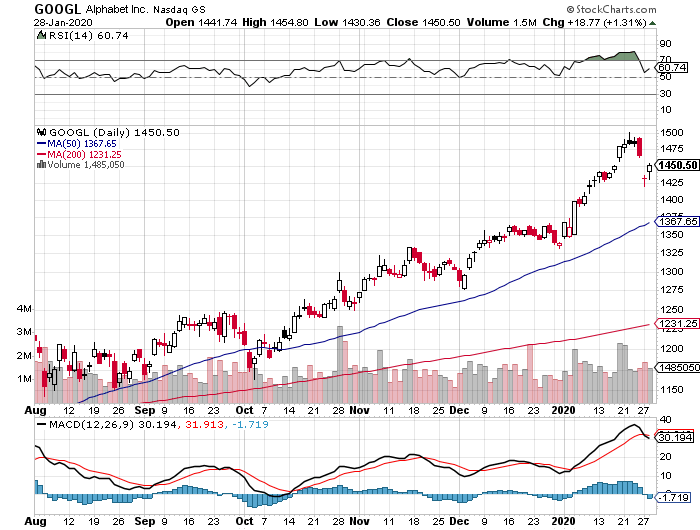 GOOGL Alphabet Inc. Nasdaq GS © StockCharts.com
28-Jan-2020 Open 1441.74 High 1454.80 Low 1430.36 Close 1450.50 Volume 1.5M Chg +18.77 (+1.31%)
RSI(14) 60.74
90
70
60.74
50
30
10
GOOGL (Daily) 1450.50
MA(50) 1367.65
MA(200) 1231.25
Volume 1,485,050
1500
1475
1450.50
1425
1400
1367.65
1350
1325
1300
1275
1250
1231.25
1200
1485050
1150
4M
3M
2M
1M
Aug 12 19 26 Sep 9 16 23 Oct 7 14 21 28 Nov 11 18 25 Dec 9 16 23 2020 13 21 27
MACD(12,26,9) 30.194, 31.913, -1.719
30.194
20
10
0
-1.719
Aug 12 19 26 Sep 9 16 23 Oct 7 14 21 28 Nov 11 18 25 Dec 9 16 23 2020 13 21 27